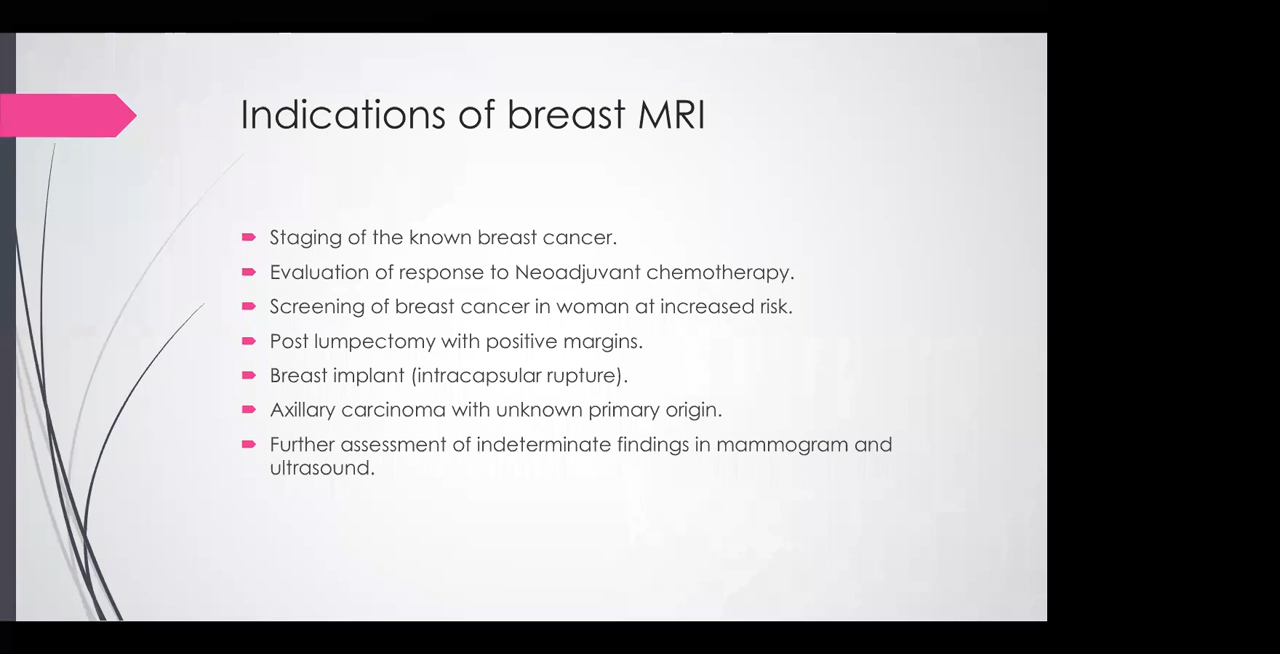 Indications of breast MRI
Staging of the known breast cancer.
Evaluation of response to Neoadjuvant chemotherapy.
Screening of breast cancer in woman at increased risk.
Post lumpectomy with positive margins.
Breast implant (intracapsular rupture).
Axillary carcinoma with unknown primary origin.
Further assessment of indeterminate findings in mammogram and
ultrasound.